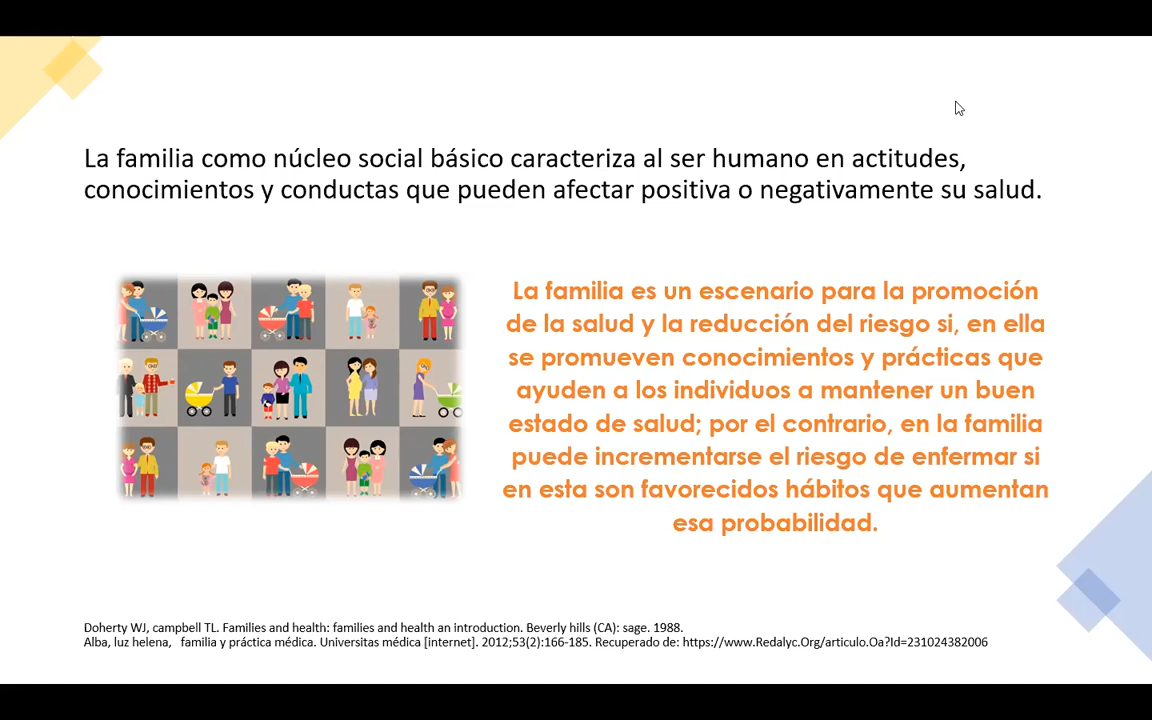 La familia como núcleo social básico caracteriza al ser humano en actitudes,
conocimientos y conductas que pueden afectar positiva o negativamente su salud.
La familia es un escenario para la promoción
de la salud y la reducción del riesgo si, en ella
se promueven conocimientos y prácticas que
ayuden a los individuos a mantener un buen
estado de salud; por el contrario, en la familia
puede incrementarse el riesgo de enfermar si
en esta son favorecidos hábitos que aumentan
esa probabilidad.
Doherty WJ, campbell TL. Families and health: families and health an introduction. Beverly hills (CA): sage. 1988.
Alba, luz helena, familia y práctica médica. Universitas médica [internet]. 2012;53(2):166-185. Recuperado de: https://www.Redalyc.Org/articulo.Oa?Id=231024382006